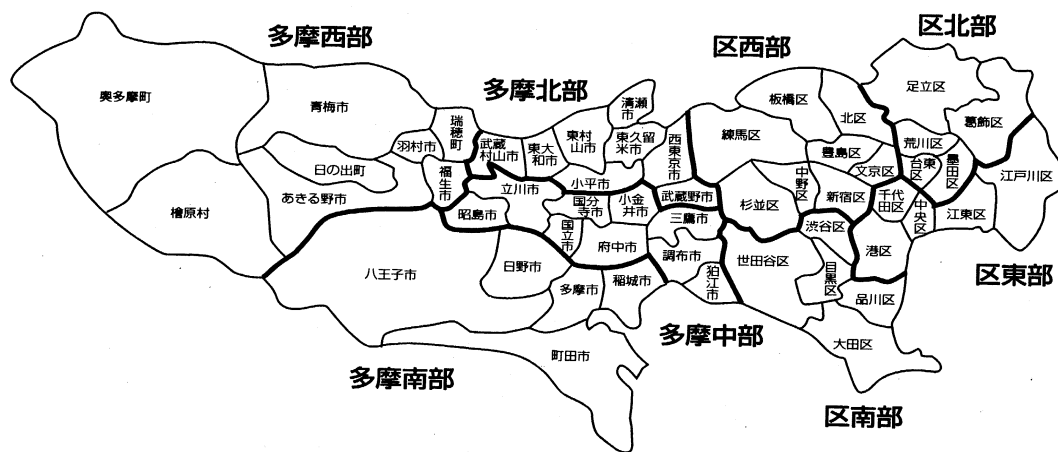 多摩西部
多摩北部
区西部
区北部
奥多摩町
青梅市
瑞穂町
羽村市
日の出町
あきる野市
福生市
檜原村
武蔵
村山市
東大
和市
東村
山市
清瀬
市
東久留
米市
西東京市
立川市
小平市
昭島市
国分
寺市
小金
井市
武蔵野市
三鷹市
国立市
府中市
調布市
狛江市
八王子市
日野市
多摩市
稲城市
町田市
板橋区
北区
練馬区
豊島区
文京区
中野区
杉並区
新宿区
渋谷区
世田谷区
目黒区
品川区
大田区
港区
千代
田区
中央区
足立区
葛飾区
荒川区
台東
区
墨田区
江戸川区
江東区
区東部
多摩中部
多摩南部
区南部